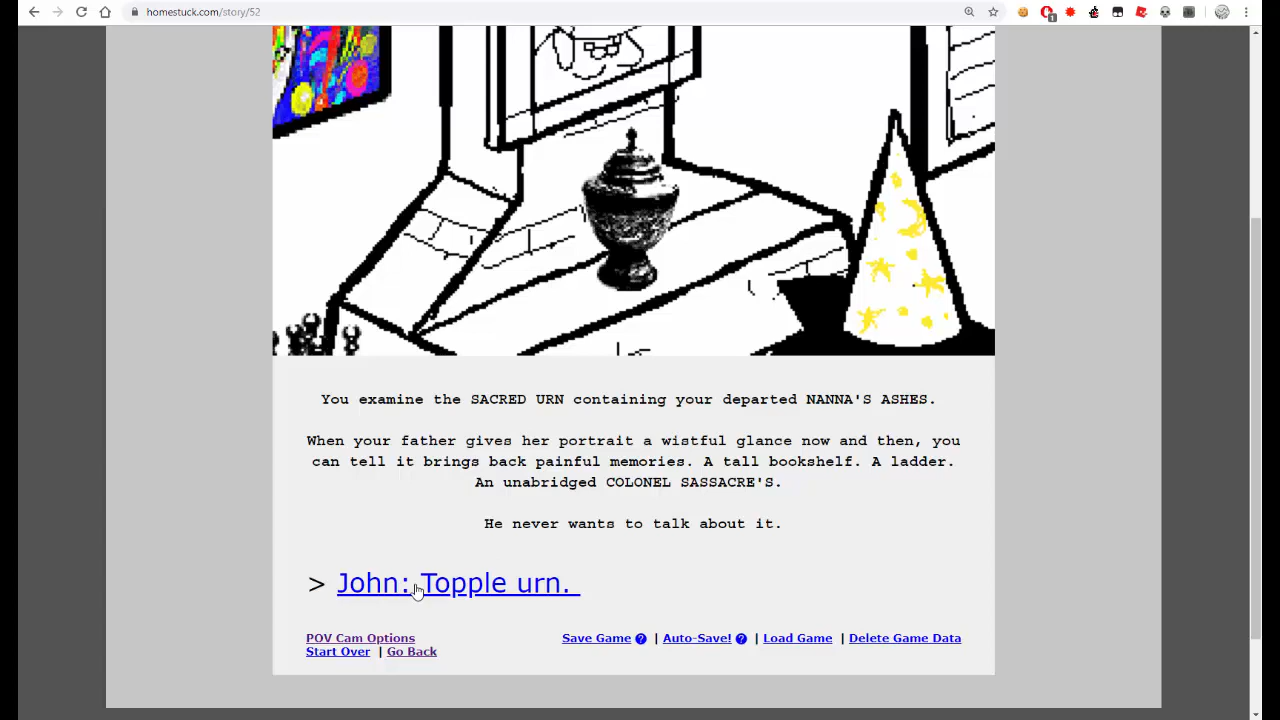 homestuck.com/story/52
1
You examine the SACRED URN containing your departed NANNA'S ASHES.
When your father gives her portrait a wistful glance now and then, you
can tell it brings back painful memories. A tall bookshelf. A ladder.
An unabridged COLONEL SASSACRE'S.
He never wants to talk about it.
> John: Topple urn.
POV Cam Options
Save Game ? | Auto-Save! ? | Load Game | Delete Game Data
Start Over | Go Back